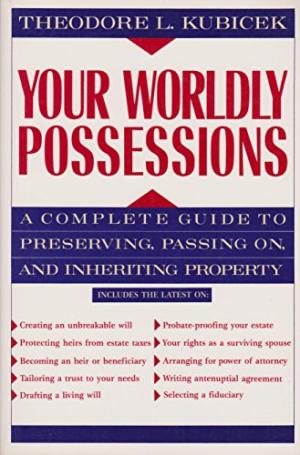 THEODORE L. KUBICEK
YOUR WORLDLY
POSSESSIONS
A COMPLETE GUIDE TO
PRESERVING, PASSING ON,
AND INHERITING PROPERTY
INCLUDES THE LATEST ON:
Creating an unbreakable will
Protecting heirs from estate taxes
Becoming an heir or beneficiary
Tailoring a trust to your needs
Drafting a living will
Probate-proofing your estate
Your rights as a surviving spouse
Arranging for power of attorney
Writing antenuptial agreement
Selecting a fiduciary